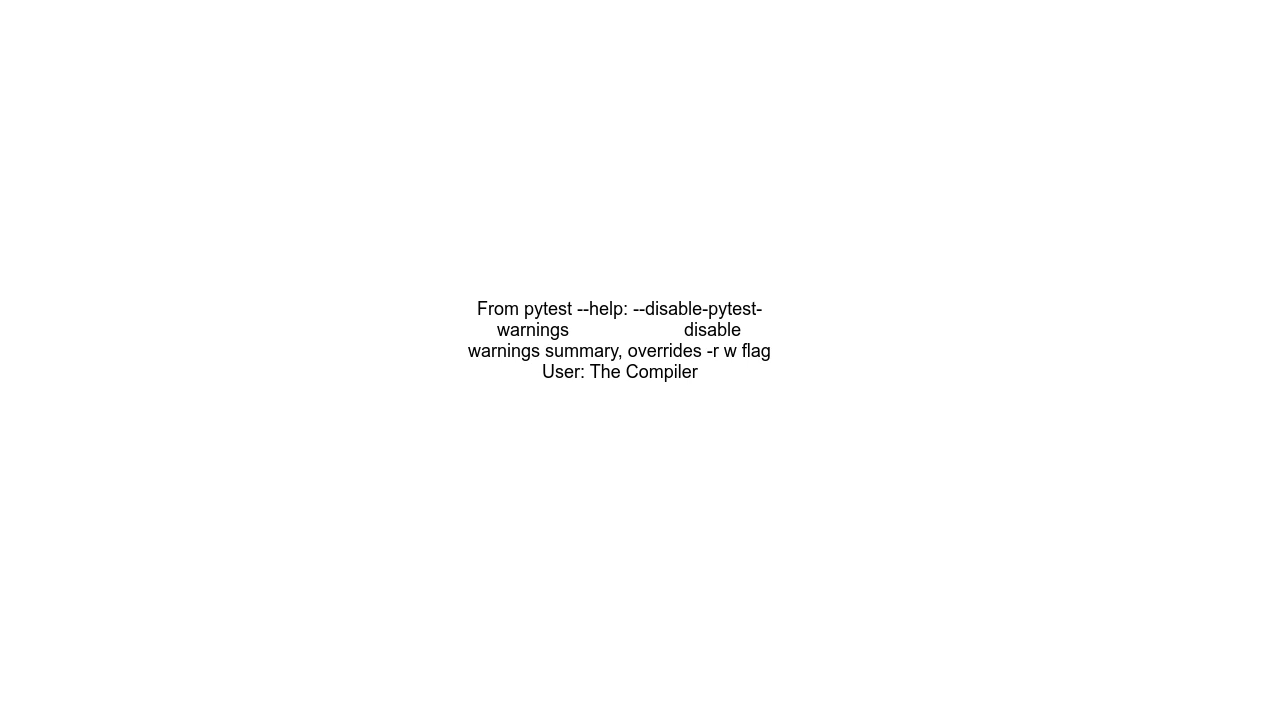 From pytest --help: --disable-pytest-
warnings                       disable
warnings summary, overrides -r w flag
User: The Compiler